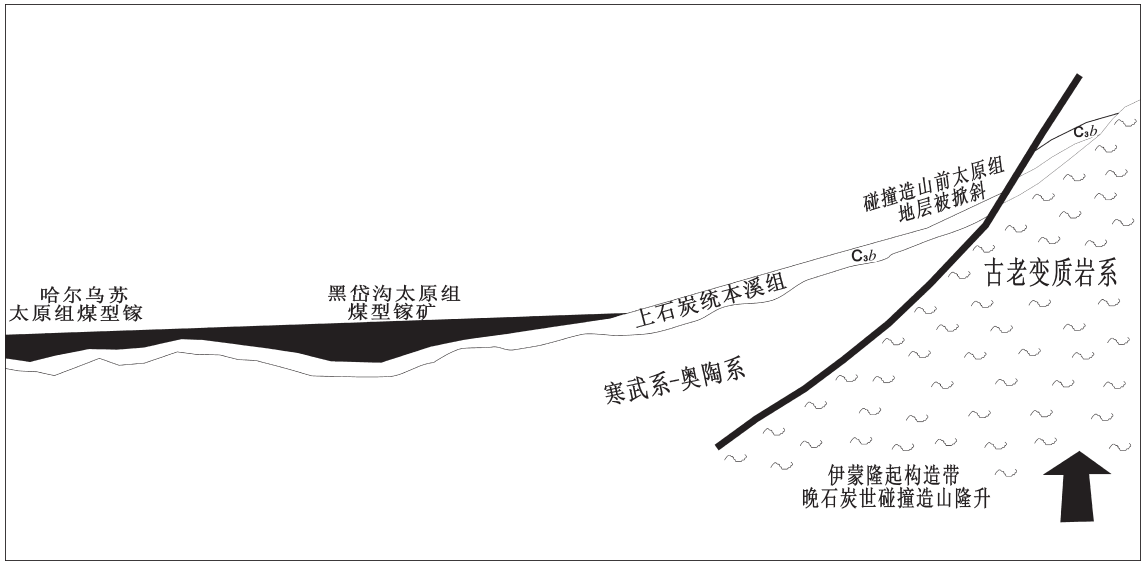 C₃b
碰撞造山前太原组
地层被掀斜
C₃b
古老变质岩系
哈尔乌苏
太原组煤型镓
黑岱沟太原组
煤型镓矿
上石炭统本溪组
寒武系-奥陶系
伊蒙隆起构造带
晚石炭世碰撞造山隆升